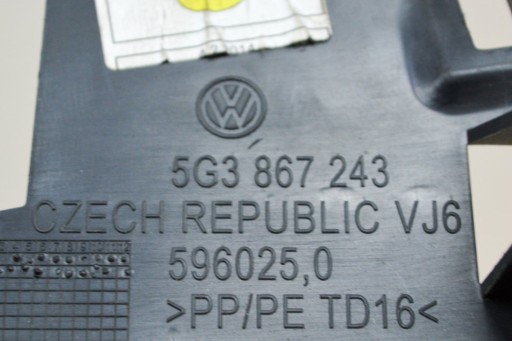 5G3 867 243
CZECH REPUBLIC VJ6
596025,0
>PP/PE TD16<